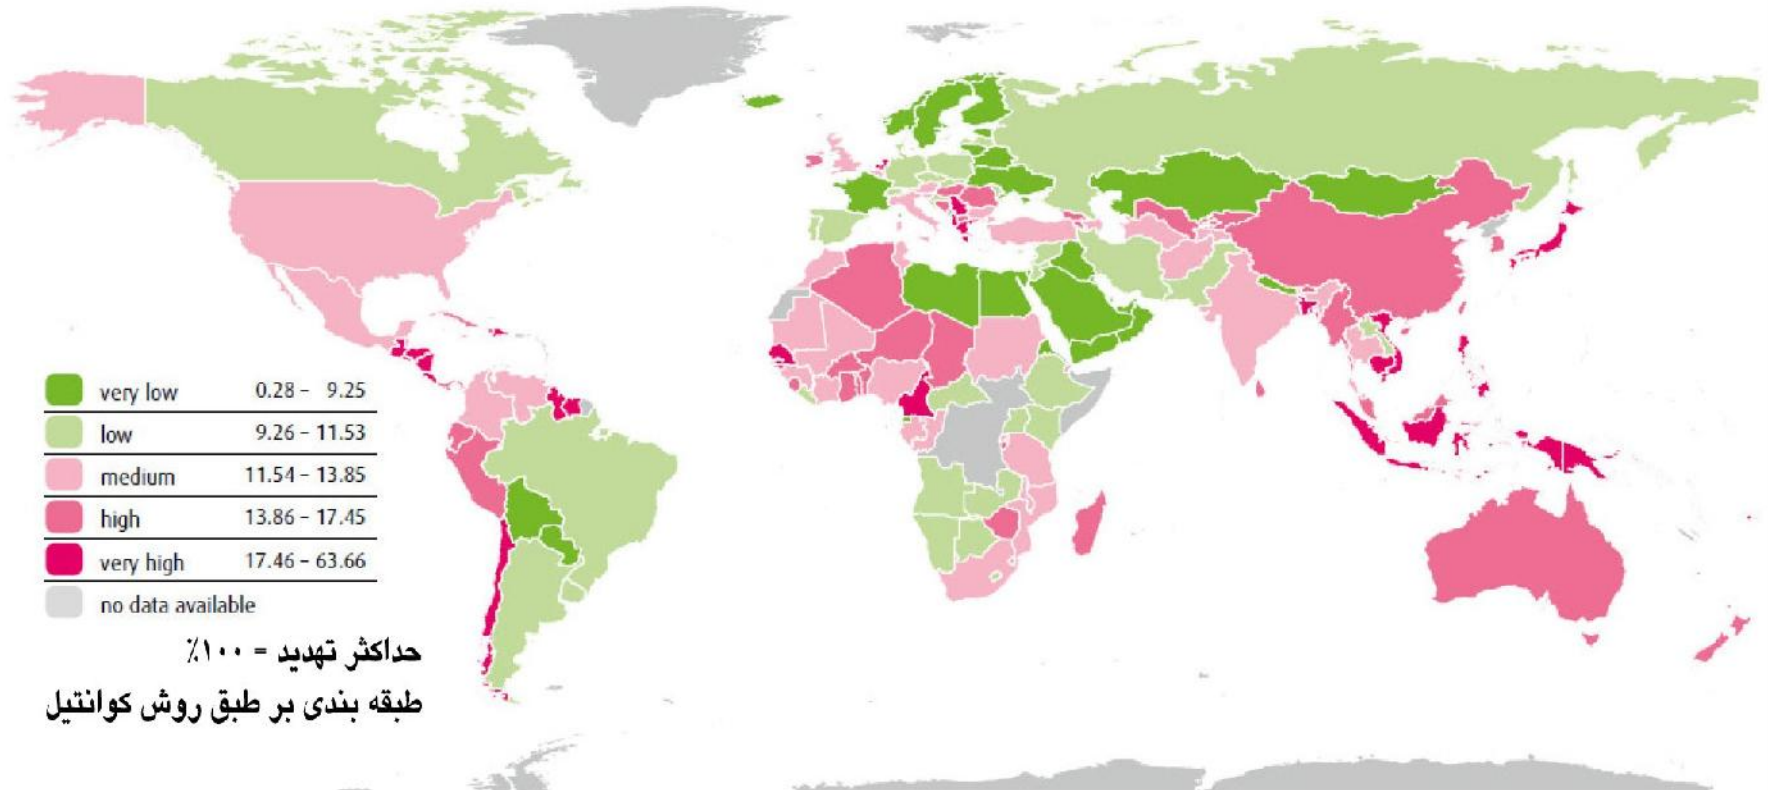 very low 0.28 – 9.25
low 9.26 – 11.53
medium 11.54 – 13.85
high 13.86 – 17.45
very high 17.46 – 63.66
no data available
حداکثر تهدید = ۱۰۰٪
طبقه بندی بر طبق روش کوانتیل